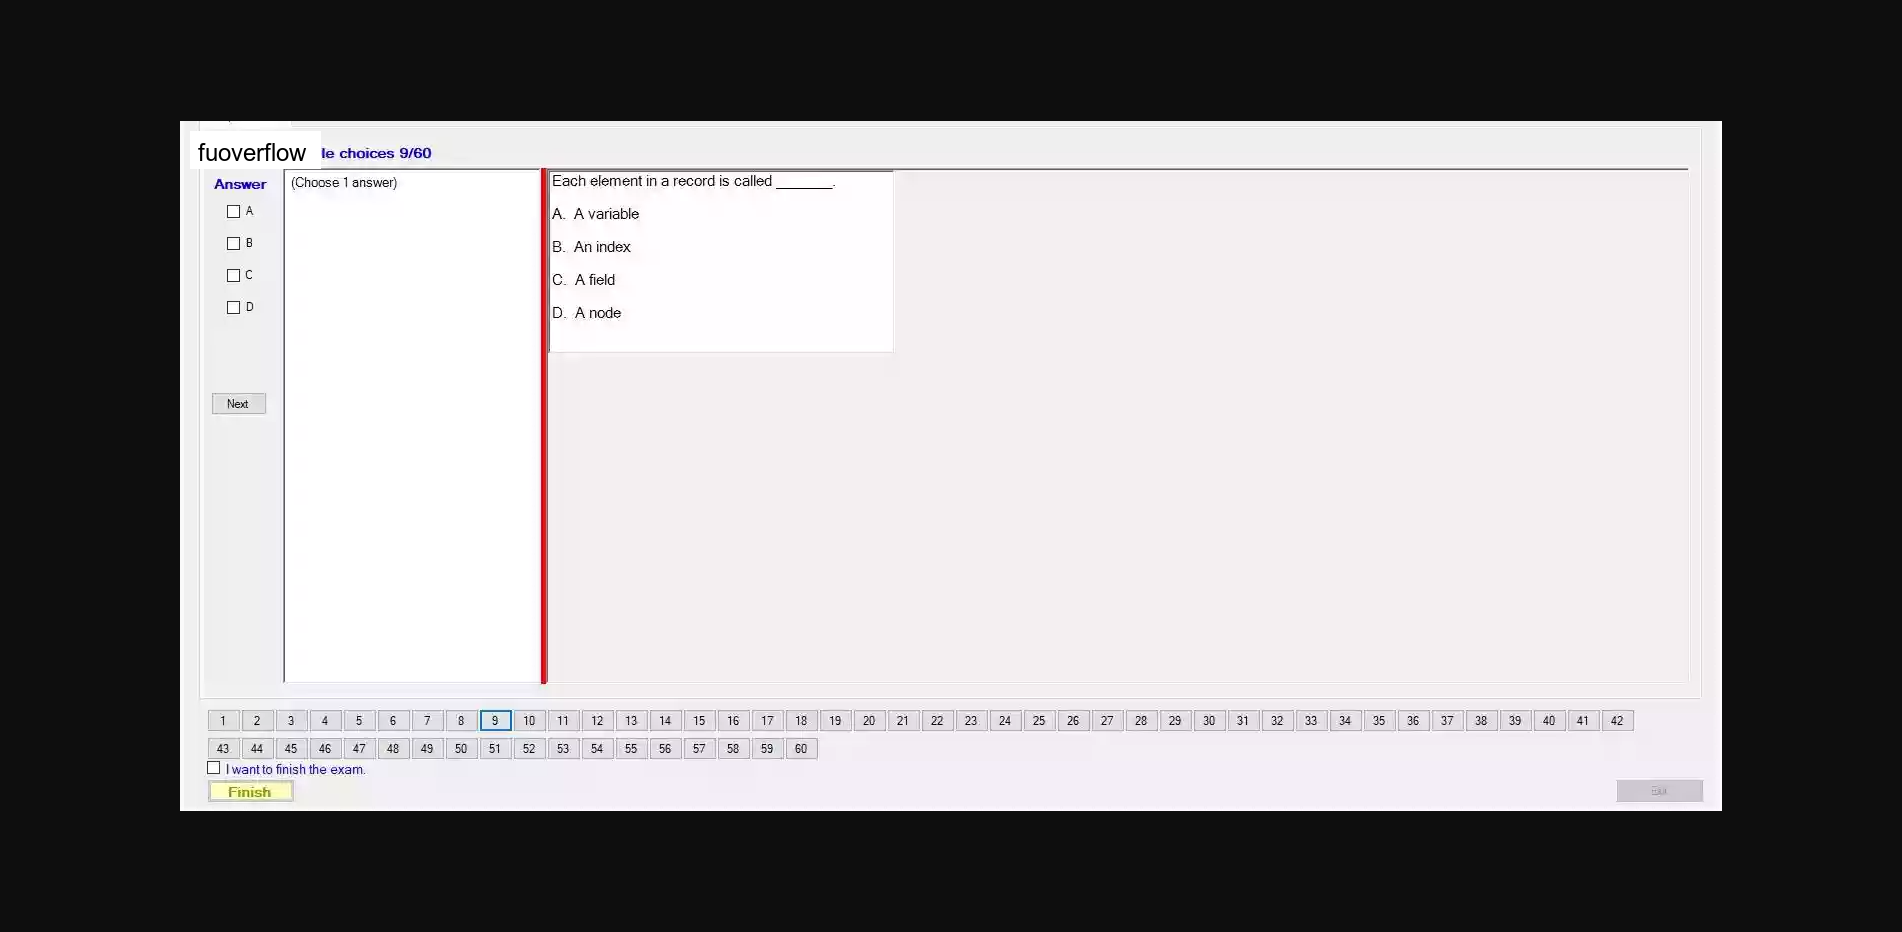 fuoverflow le choices 9/60
Answer
(Choose 1 answer)
A
B
C
D
Next
Each element in a record is called _______.
A. A variable
B. An index
C. A field
D. A node
1 2 3 4 5 6 7 8 9 10 11 12 13 14 15 16 17 18 19 20 21 22 23 24 25 26 27 28 29 30 31 32 33 34 35 36 37 38 39 40 41 42
43 44 45 46 47 48 49 50 51 52 53 54 55 56 57 58 59 60
I want to finish the exam.
Finish